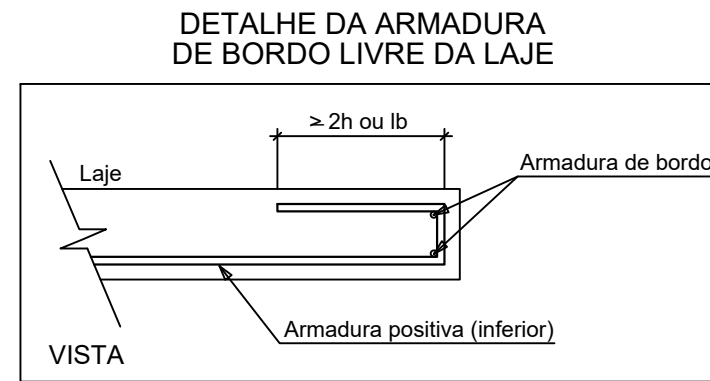 DETALHE DA ARMADURA
DE BORDO LIVRE DA LAJE
≥ 2h ou lb
Laje
Armadura de bordo
Armadura positiva (inferior)
VISTA